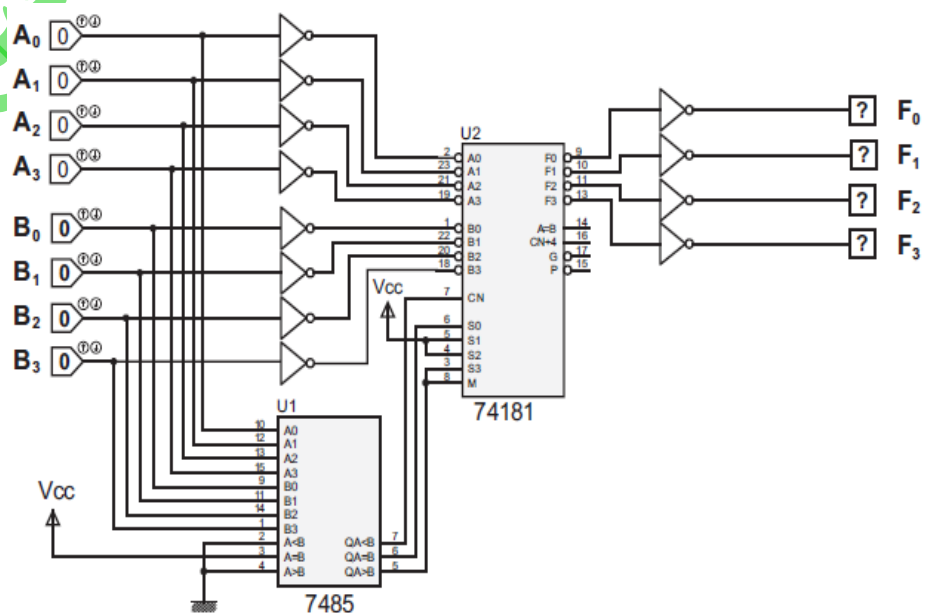 A0 0
A1 0
A2 0
A3 0
B0 0
B1 0
B2 0
B3 0
U2
2 A0 F0 9
23 A1 F1 10
21 A2 F2 11
19 A3 F3 13
1 B0 A=B 14
22 B1 CN+4 16
20 B2 G 17
18 B3 P 15
7 CN
6 S0
5 S1
4 S2
3 S3
8 M
74181
Vcc
? F0
? F1
? F2
? F3
U1
10 A0
12 A1
13 A2
15 A3
9 B0
11 B1
14 B2
1 B3
2 A<B QA<B 7
3 A=B QA=B 6
4 A>B QA>B 5
7485
Vcc